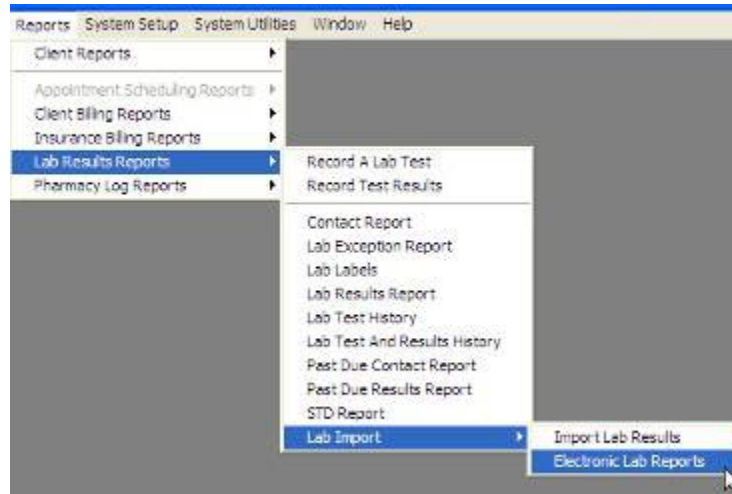 Reports System Setup System Utilities Window Help
Client Reports
Appointment Scheduling Reports
Client Billing Reports
Insurance Billing Reports
Lab Results Reports
Pharmacy Log Reports
Record A Lab Test
Record Test Results
Contact Report
Lab Exception Report
Lab Labels
Lab Results Report
Lab Test History
Lab Test And Results History
Past Due Contact Report
Past Due Results Report
STD Report
Lab Import
Import Lab Results
Electronic Lab Reports